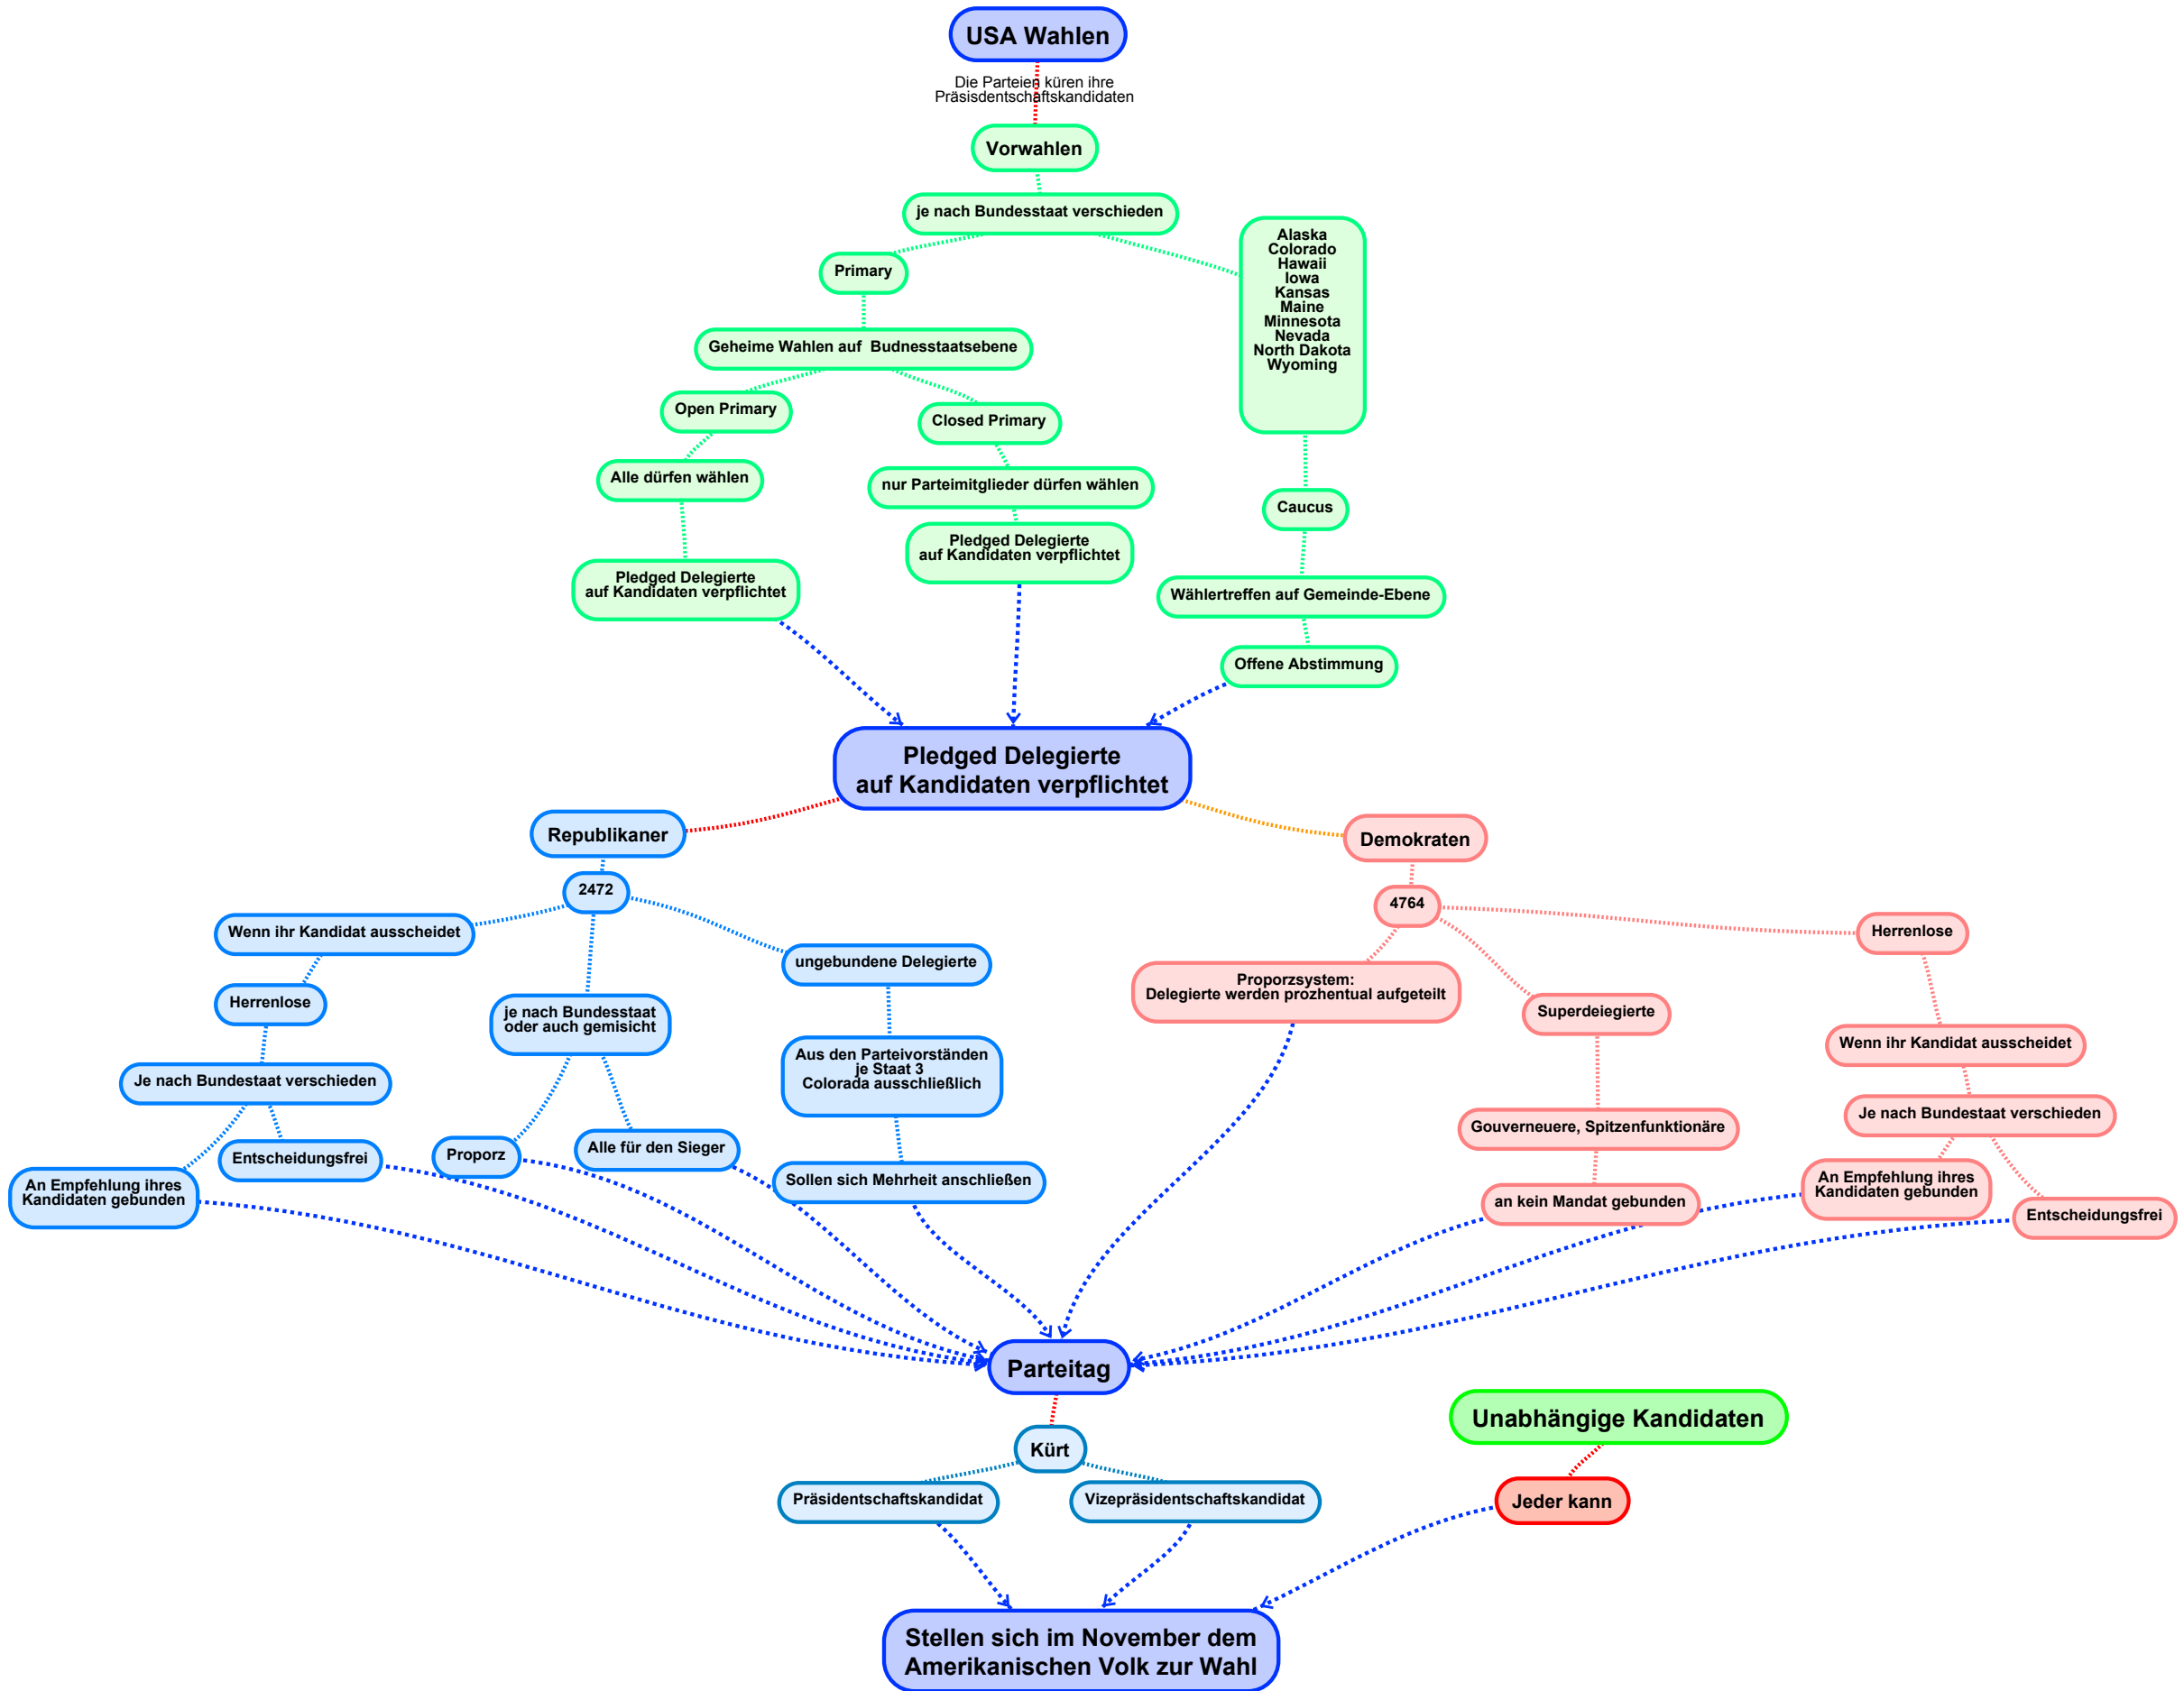 USA Wahlen
Die Parteien küren ihre
Präsisdentschaftskandidaten
Vorwahlen
je nach Bundesstaat verschieden
Primary
Alaska
Colorado
Hawaii
Iowa
Kansas
Maine
Minnesota
Nevada
North Dakota
Wyoming
Geheime Wahlen auf  Budnesstaatsebene
Open Primary
Closed Primary
Alle dürfen wählen
nur Parteimitglieder dürfen wählen
Caucus
Pledged Delegierte
auf Kandidaten verpflichtet
Pledged Delegierte
auf Kandidaten verpflichtet
Wählertreffen auf Gemeinde-Ebene
Offene Abstimmung
Pledged Delegierte
auf Kandidaten verpflichtet
Republikaner
Demokraten
2472
4764
Wenn ihr Kandidat ausscheidet
ungebundene Delegierte
Herrenlose
Herrenlose
je nach Bundesstaat
oder auch gemisicht
Proporzsystem:
Delegierte werden prozhentual aufgeteilt
Superdeiegierte
Wenn ihr Kandidat ausscheidet
Je nach Bundestaat verschieden
Aus den Parteivorständen
je Staat 3
Colorada ausschließlich
Gouverneuere, Spitzenfunktionäre
Je nach Bundestaat verschieden
An Empfehlung ihres
Kandidaten gebunden
Entscheidungsfrei
Proporz
Alle für den Sieger
Sollen sich Mehrheit anschließen
an kein Mandat gebunden
An Empfehlung ihres
Kandidaten gebunden
Entscheidungsfrei
Parteitag
Unabhängige Kandidaten
Kürt
Präsidentschaftskandidat
Vizepräsidentschaftskandidat
Jeder kann
Stellen sich im November dem
Amerikanischen Volk zur Wahl